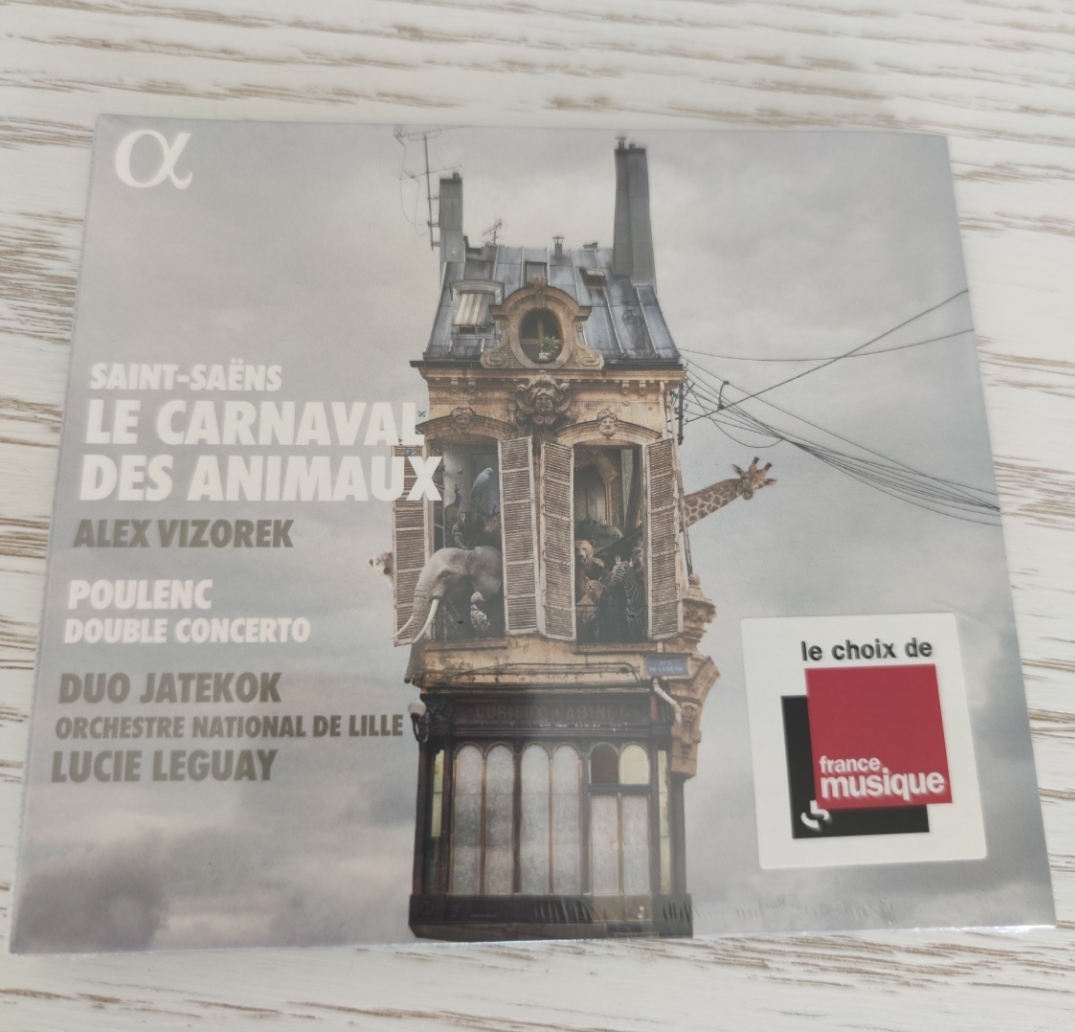 α
SAINT-SAËNS
LE CARNAVAL
DES ANIMAUX
ALEX VIZOREK
POULENC
DOUBLE CONCERTO
DUO JATEKOK
ORCHESTRE NATIONAL DE LILLE
LUCIE LEGUAY
le choix de
france
musique